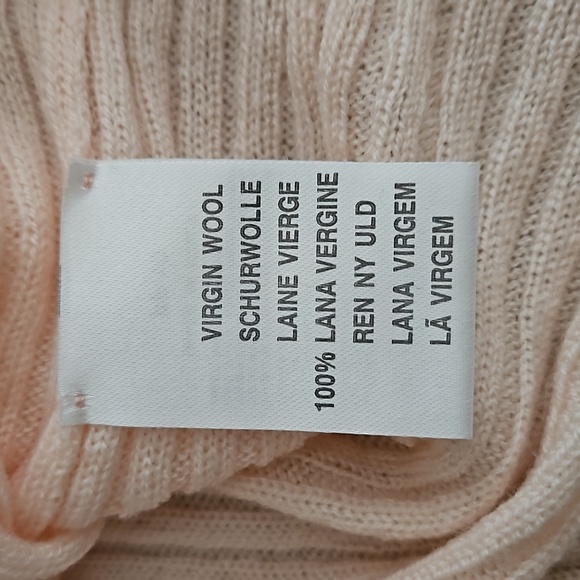 VIRGIN WOOL
SCHURWOLLE
LAINE VIERGE
100% LANA VERGINE
REN NY ULD
LANA VIRGEM
LÃ VIRGEM